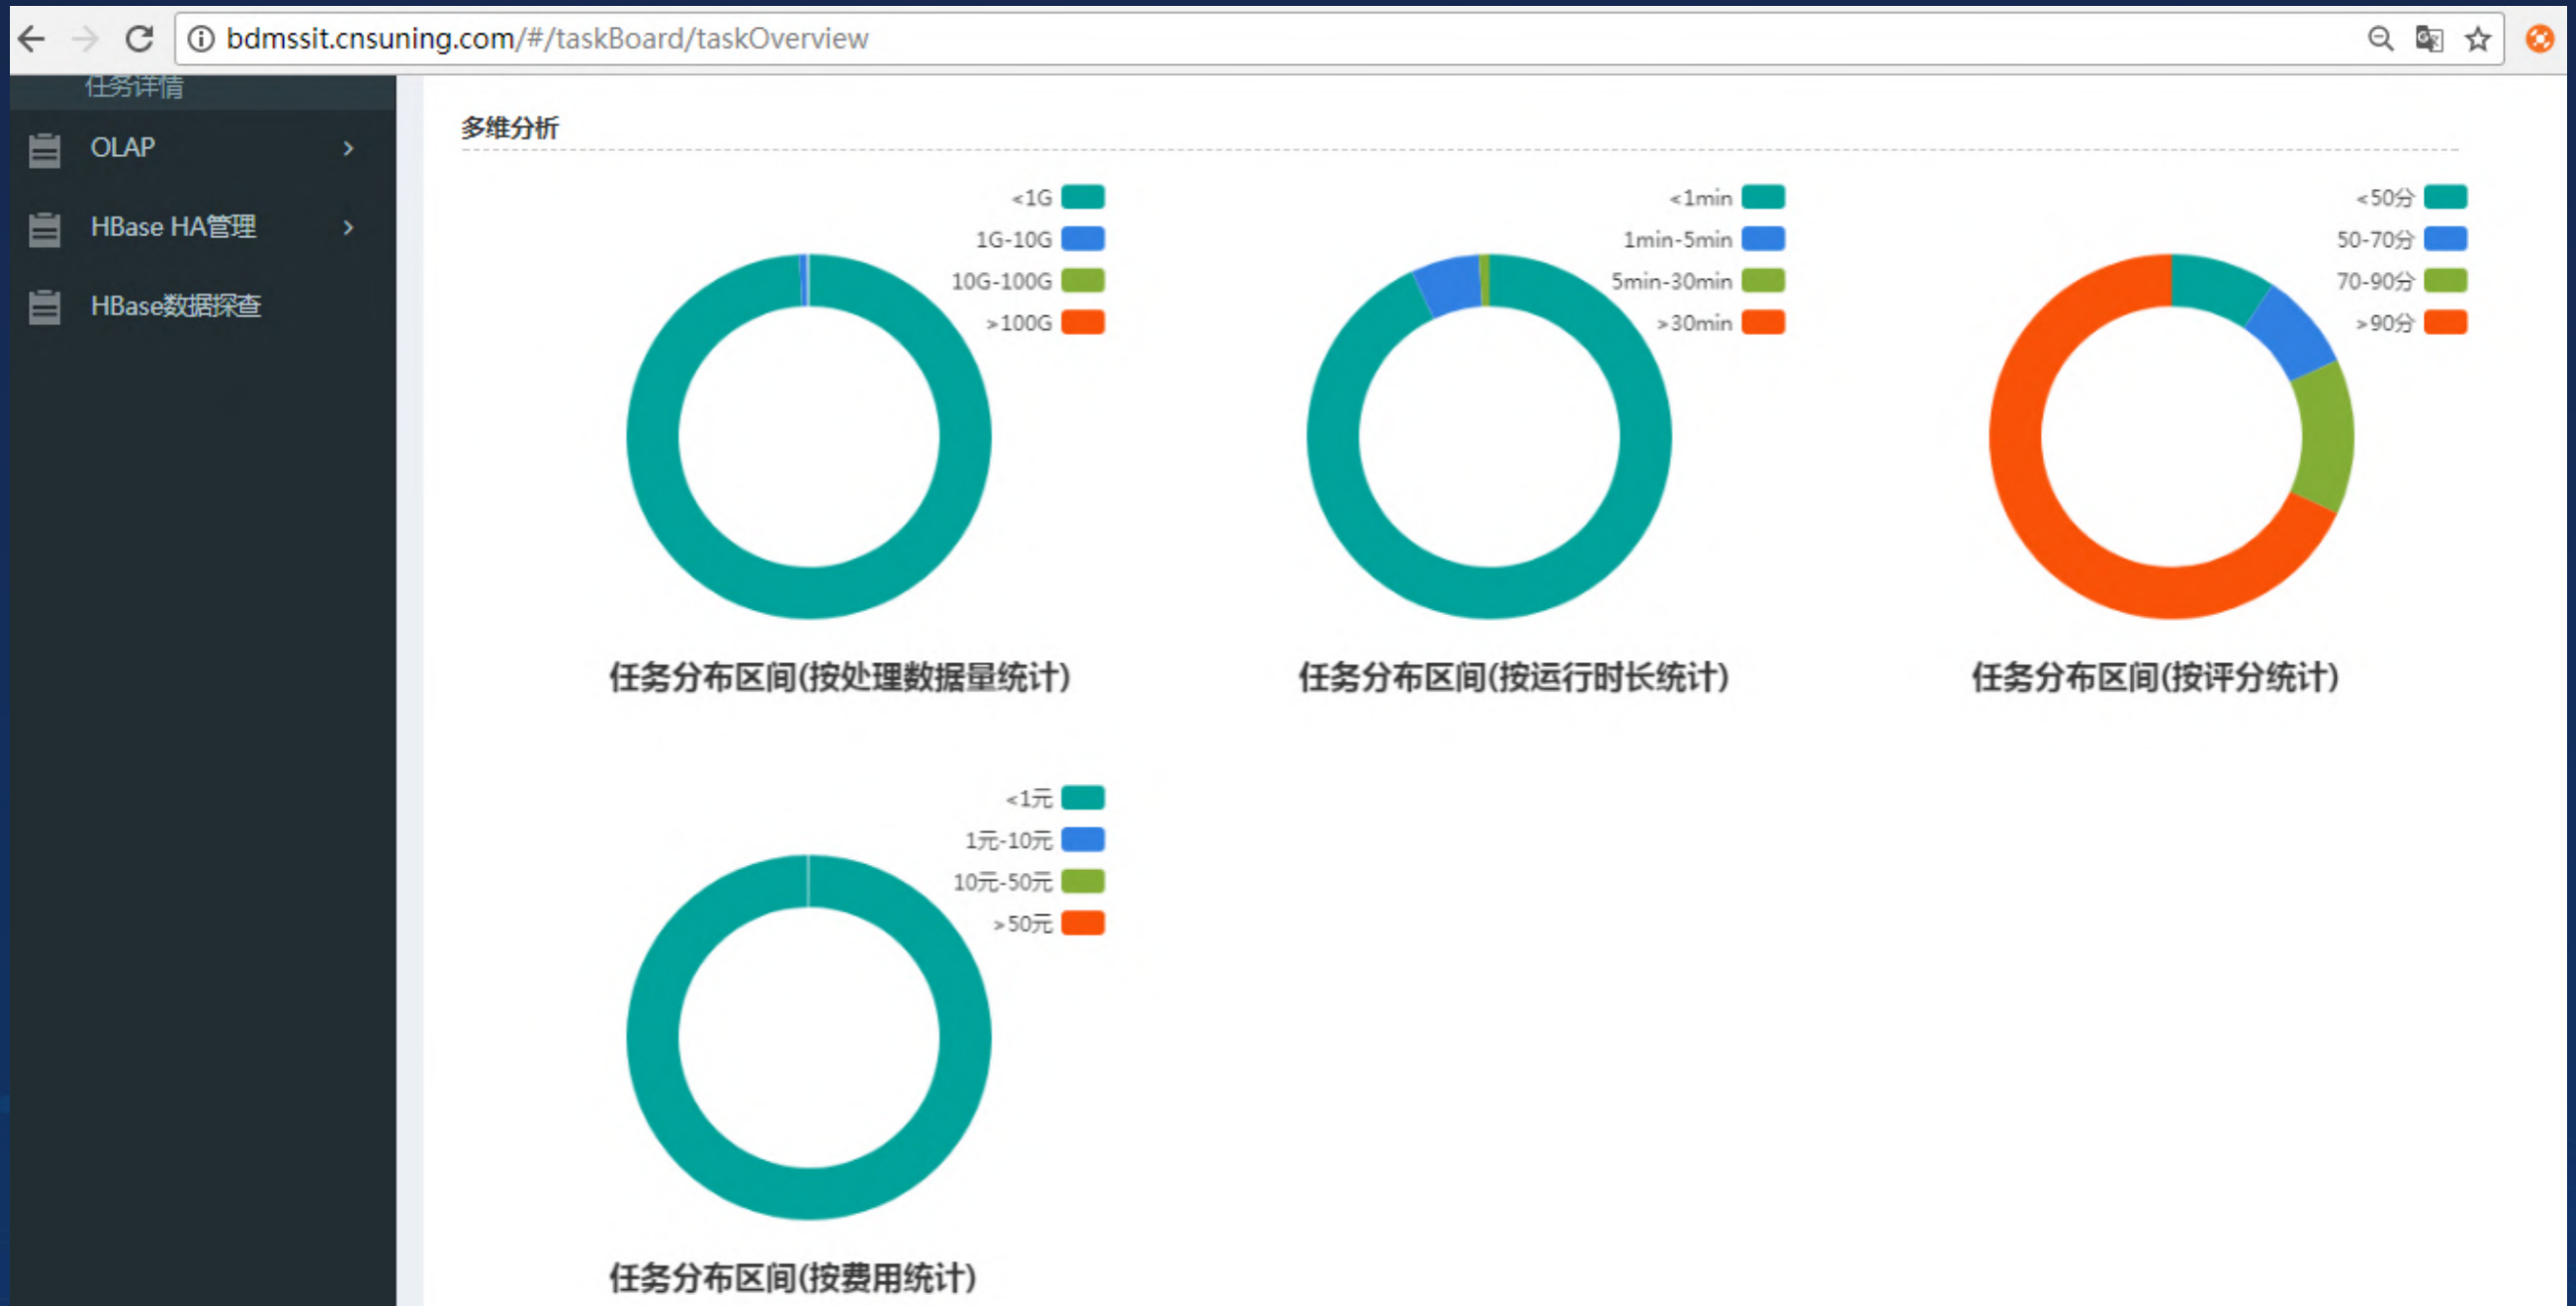 bdmssit.cnsuning.com/#/taskBoard/taskOverview
任务详情
OLAP
HBase HA管理
HBase数据探查
多维分析
<1G
1G-10G
10G-100G
>100G
任务分布区间(按处理数据量统计)
<1min
1min-5min
5min-30min
>30min
任务分布区间(按运行时长统计)
<50分
50-70分
70-90分
>90分
任务分布区间(按评分统计)
<1元
1元-10元
10元-50元
>50元
任务分布区间(按费用统计)